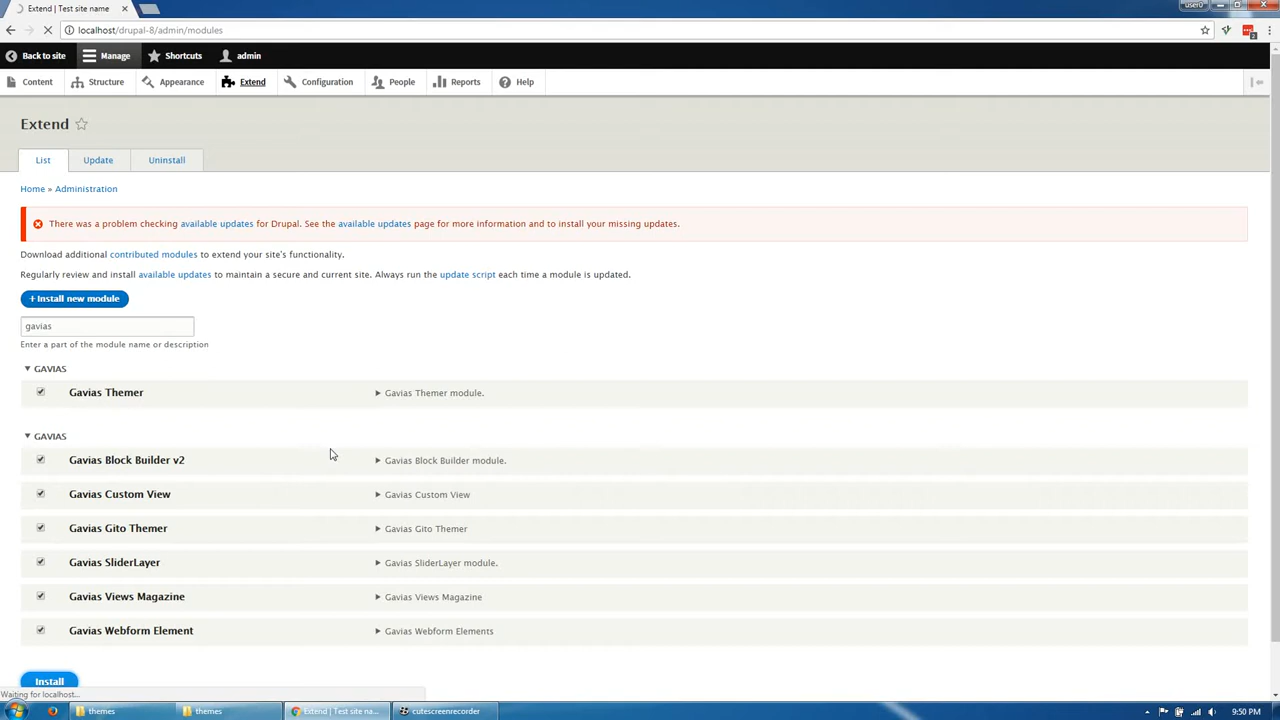 Extend | Test site name
user0
localhost/drupal-8/admin/modules
Back to site Manage Shortcuts admin
Content Structure Appearance Extend Configuration People Reports Help
Extend
List Update Uninstall
Home » Administration
There was a problem checking available updates for Drupal. See the available updates page for more information and to install your missing updates.
Download additional contributed modules to extend your site's functionality.
Regularly review and install available updates to maintain a secure and current site. Always run the update script each time a module is updated.
+ Install new module
gavias
Enter a part of the module name or description
GAVIAS
Gavias Themer Gavias Themer module.
GAVIAS
Gavias Block Builder v2 Gavias Block Builder module.
Gavias Custom View Gavias Custom View
Gavias Gito Themer Gavias Gito Themer
Gavias SliderLayer Gavias SliderLayer module.
Gavias Views Magazine Gavias Views Magazine
Gavias Webform Element Gavias Webform Elements
Install
Waiting for localhost...
themes themes Extend | Test site na... cutescreenrecorder 9:50 PM